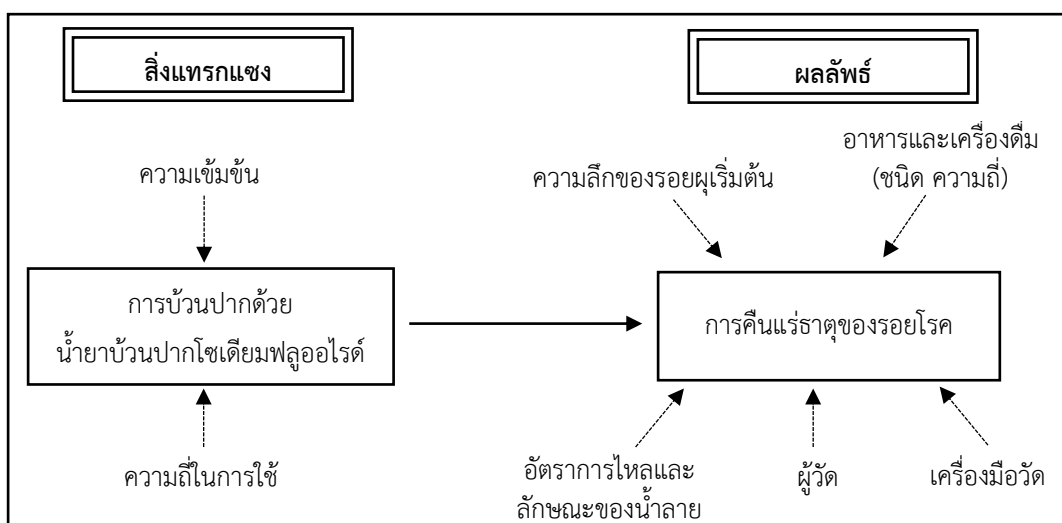 สิ่งแทรกแซง
ผลลัพธ์
ความเข้มข้น
ความลึกของรอยผุเริ่มต้น
อาหารและเครื่องดื่ม
(ชนิด ความถี่)
การบ้วนปากด้วย
น้ำยาบ้วนปากโซเดียมฟลูออไรด์
การคืนแร่ธาตุของรอยโรค
ความถี่ในการใช้
อัตราการไหลและ
ลักษณะของน้ำลาย
ผู้วัด
เครื่องมือวัด